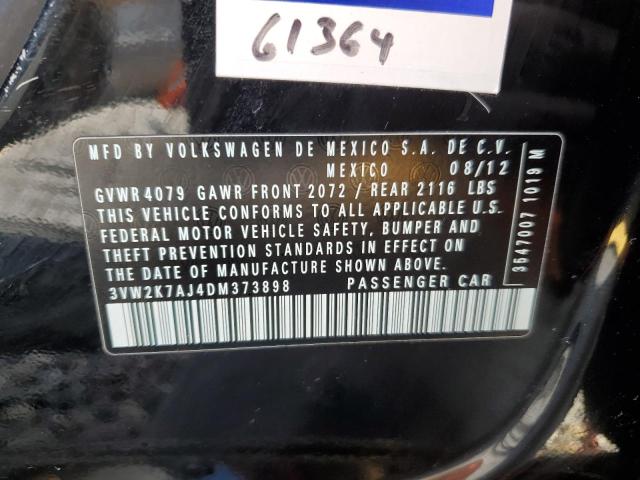 61364
MFD BY VOLKSWAGEN DE MEXICO S.A. DE C.V.
MEXICO 08/12
GVWR 4079 GAWR FRONT 2072 / REAR 2116 LBS
THIS VEHICLE CONFORMS TO ALL APPLICABLE U.S.
FEDERAL MOTOR VEHICLE SAFETY, BUMPER AND
THEFT PREVENTION STANDARDS IN EFFECT ON
THE DATE OF MANUFACTURE SHOWN ABOVE.
3VW2K7AJ4DM373898 PASSENGER CAR
3547007 1019 M